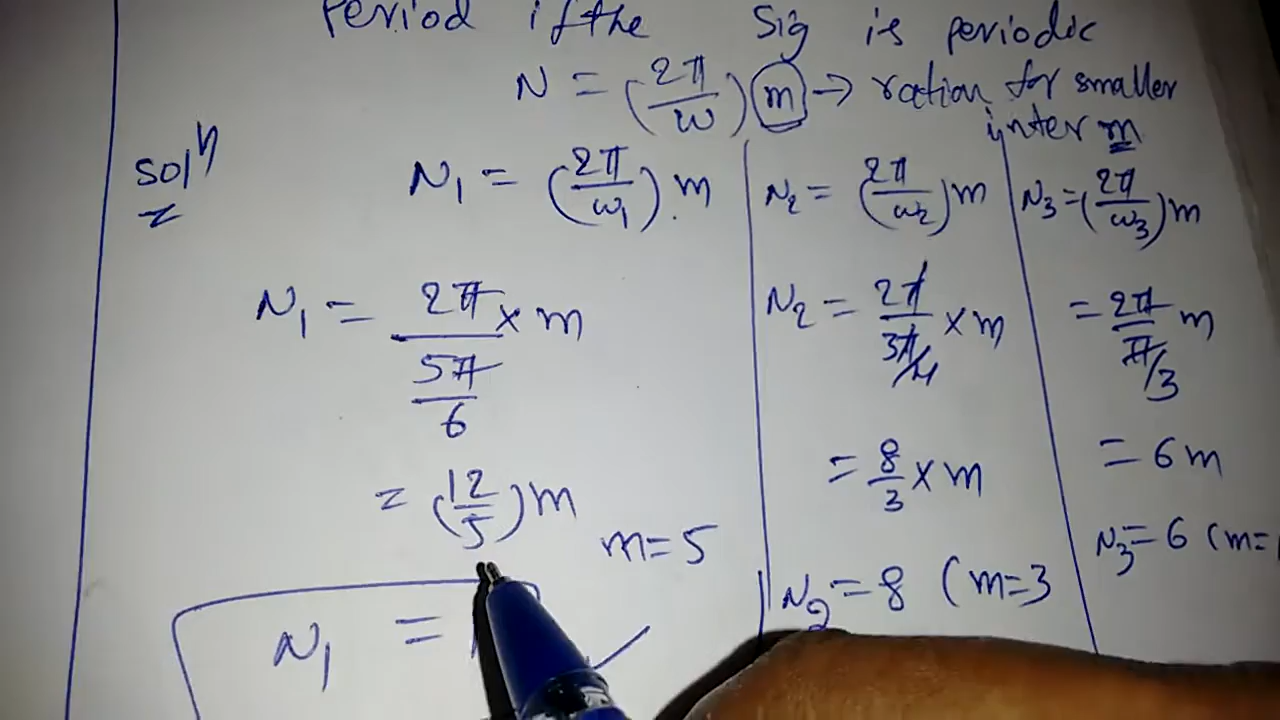 Period if the Sig is periodic
N = (2π/ω) m → ration for smaller
inter m
Solⁿ
N₁ = (2π/ω₁) . m
N₁ = 2π/(5π/6) × m
= (12/5) m
m = 5
N₁ =
N₂ = (2π/ω₂) m
N₂ = 2π/(3π/4) × m
= 8/3 × m
N₂ = 8 (m=3
N₃ = (2π/ω₃) m
= 2π/(π/3) m
= 6m
N₃ = 6 (m=